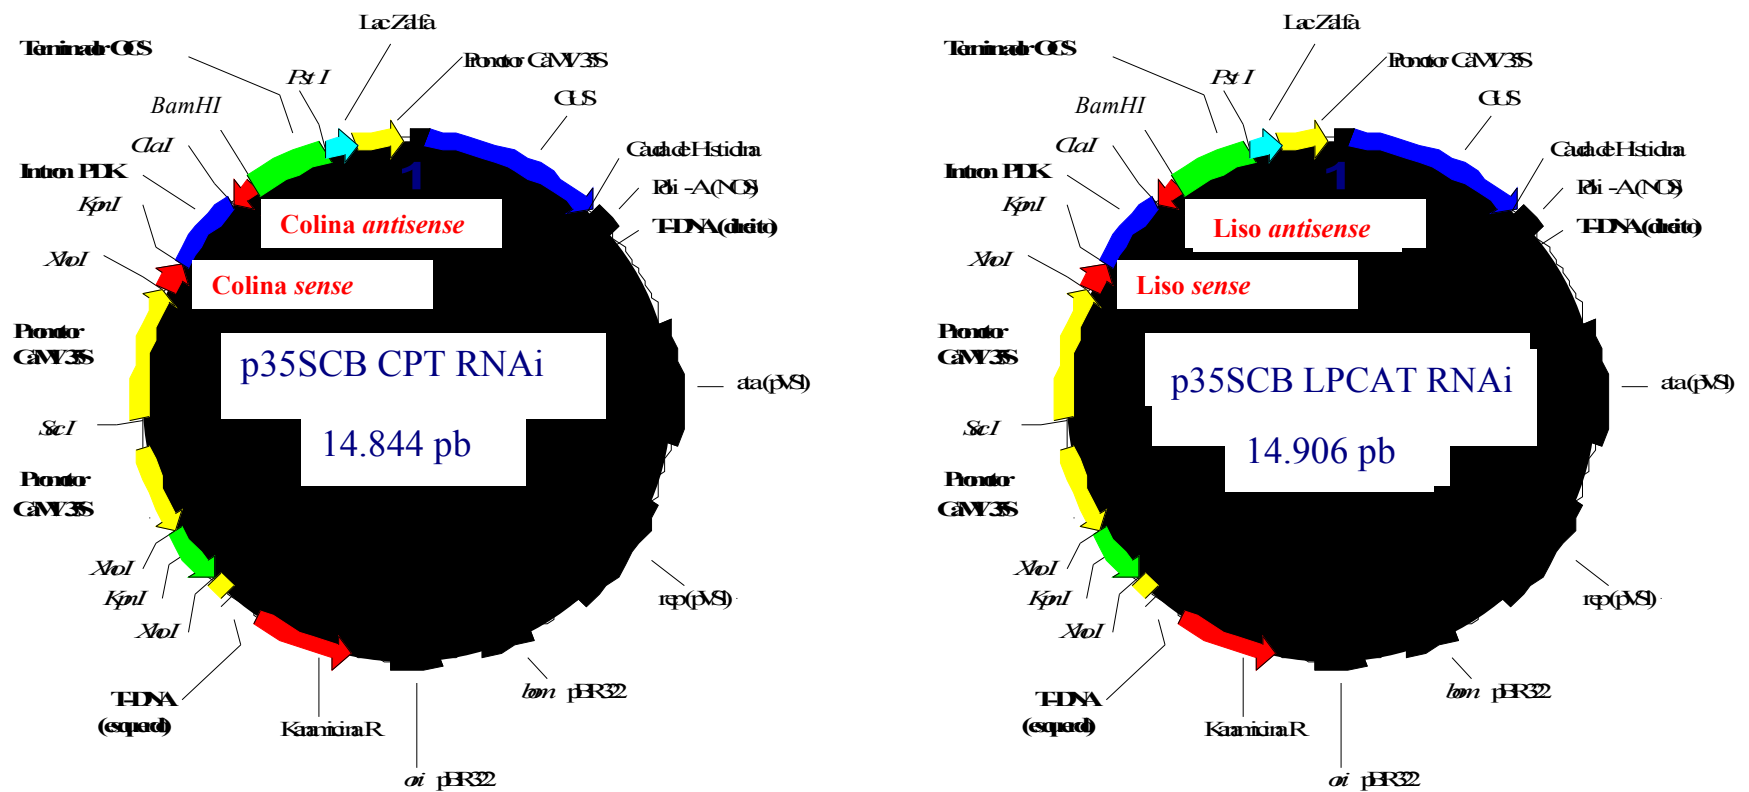 LacZalfa
Terminador OCS
Promotor CaMV35S
Pst I
GUS
BamHI
ClaI
Cauda de Histidina
Intron PDK
Poli -A (NOS)
KpnI
Colina antisense
T-DNA (direito)
1
XhoI
Colina sense
Promotor
CaMV35S
p35SCB CPT RNAi
sta (pVS1)
SacI
14.844 pb
Promotor
CaMV35S
XhoI
KpnI
rep (pVS1)
XhoI
T-DNA
(esquerdo)
bom pBR322
Kanamicina R
ori pBR322
LacZalfa
Terminador OCS
Promotor CaMV35S
Pst I
GUS
BamHI
ClaI
Cauda de Histidina
Intron PDK
Poli -A (NOS)
KpnI
Liso antisense
T-DNA (direito)
1
XhoI
Liso sense
Promotor
CaMV35S
p35SCB LPCAT RNAi
sta (pVS1)
SacI
14.906 pb
Promotor
CaMV35S
XhoI
KpnI
rep (pVS1)
XhoI
T-DNA
(esquerdo)
bom pBR322
Kanamicina R
ori pBR322